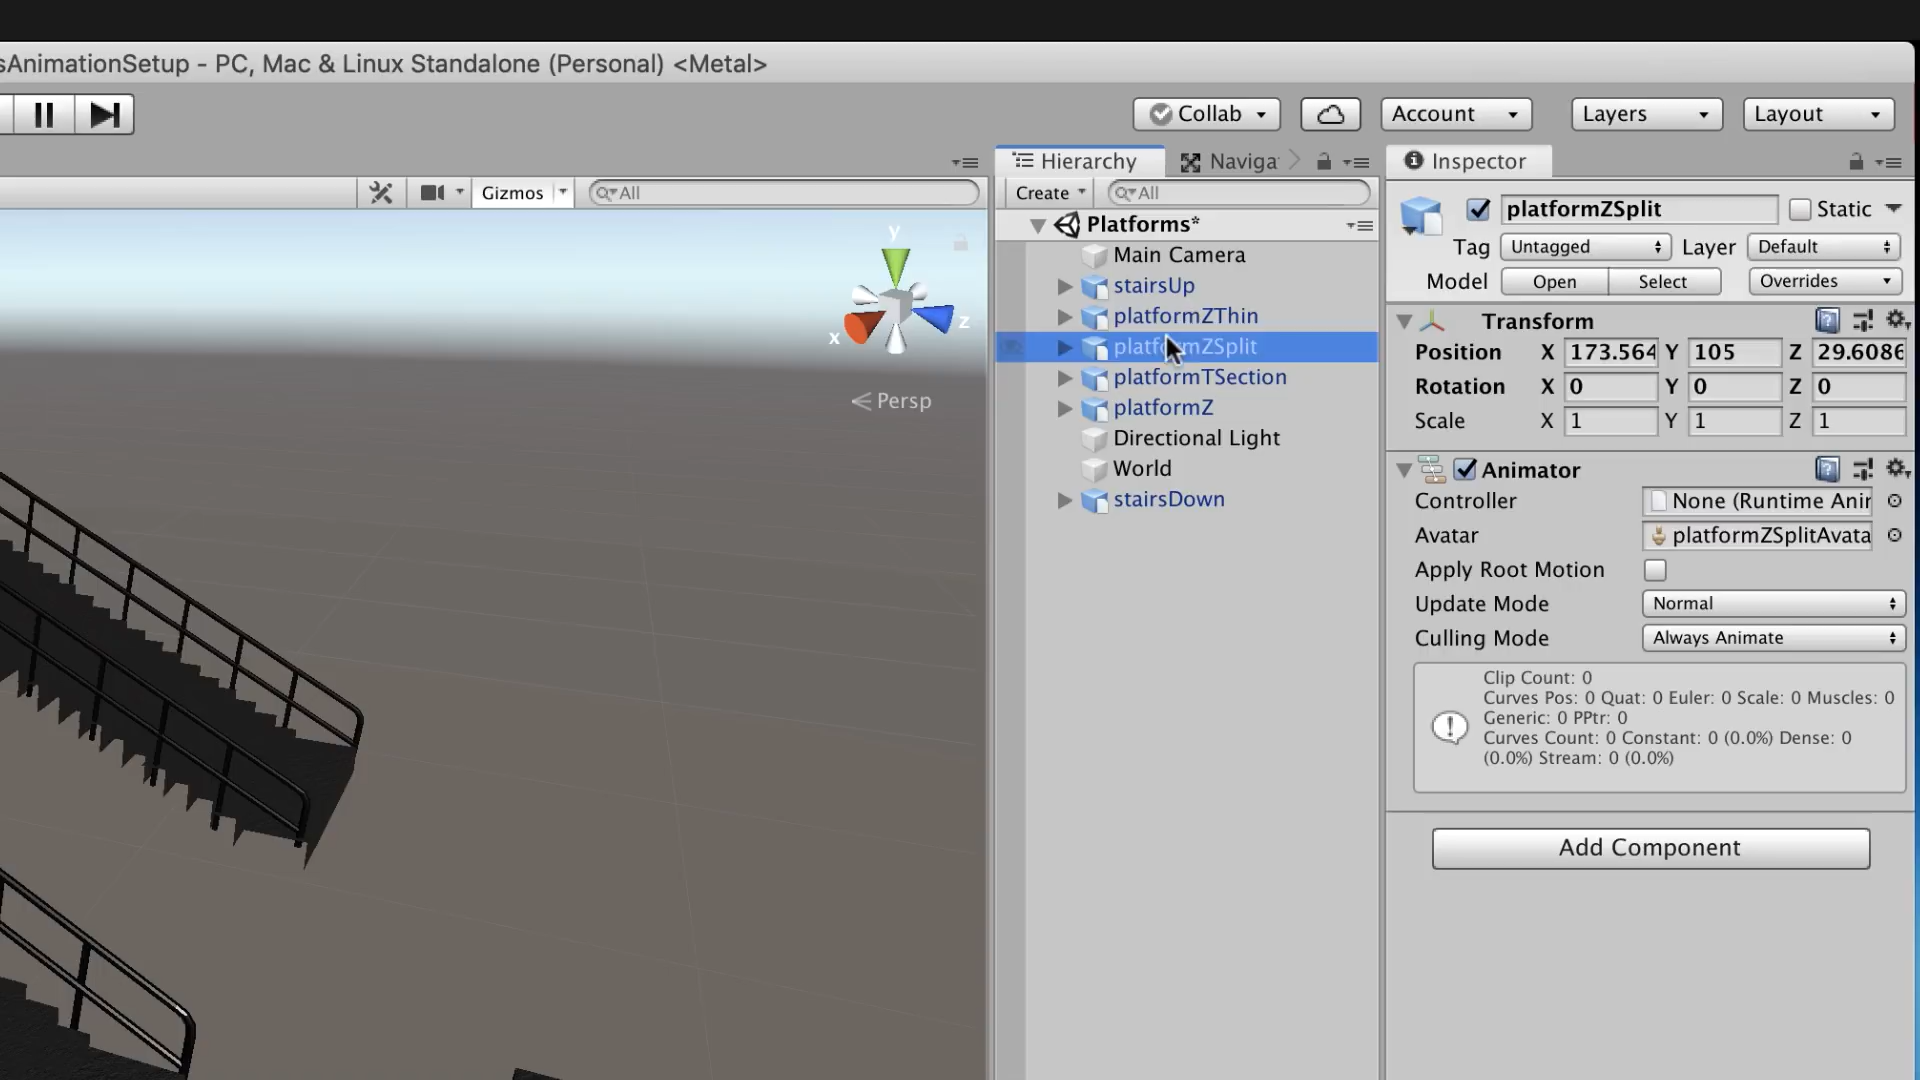 sAnimationSetup - PC, Mac & Linux Standalone (Personal) <Metal>
Collab
Account
Layers
Layout
Hierarchy
Naviga
Inspector
Gizmos
All
Create
All
platformZSplit
Static
Platforms*
Tag
Untagged
Layer
Default
Main Camera
Model
Open
Select
Overrides
stairsUp
platformZThin
platformZSplit
platformTSection
platformZ
Directional Light
World
stairsDown
y
x
z
Persp
Transform
Position X 173.564 Y 105 Z 29.6086
Rotation X 0 Y 0 Z 0
Scale X 1 Y 1 Z 1
Animator
Controller None (Runtime Anir
Avatar platformZSplitAvata
Apply Root Motion
Update Mode Normal
Culling Mode Always Animate
Clip Count: 0
Curves Pos: 0 Quat: 0 Euler: 0 Scale: 0 Muscles: 0
Generic: 0 PPtr: 0
Curves Count: 0 Constant: 0 (0.0%) Dense: 0
(0.0%) Stream: 0 (0.0%)
Add Component